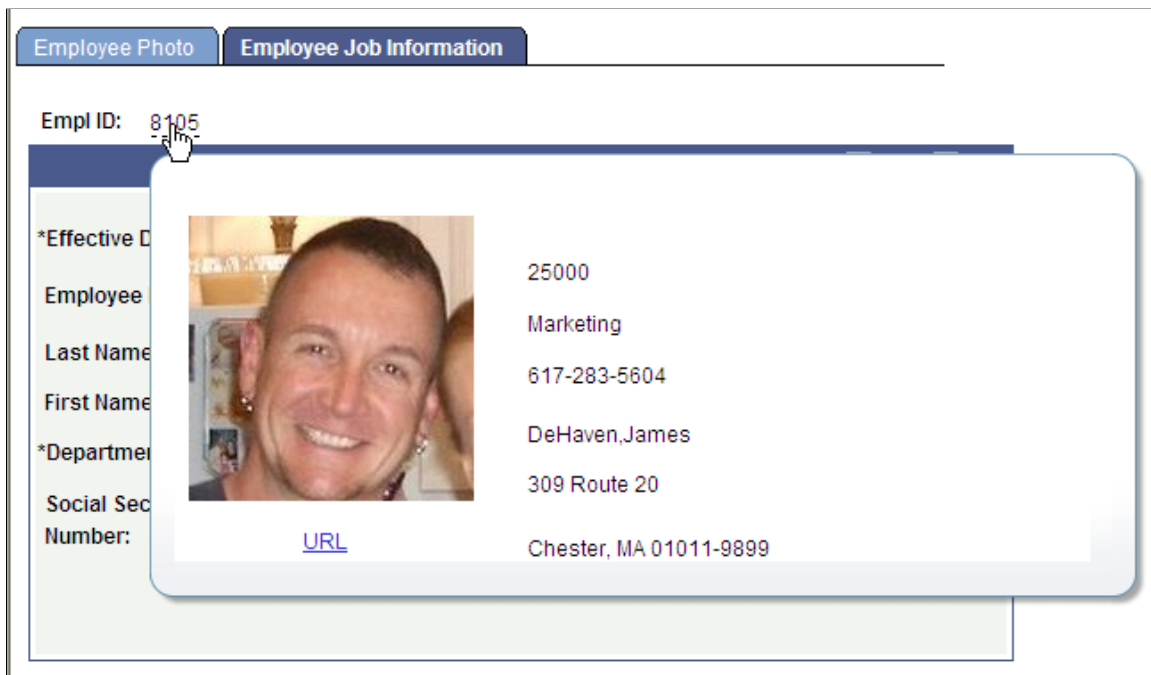 Employee Photo Employee Job Information
Empl ID: 8105
*Effective D
Employee
Last Name
First Name
*Departme
Social Sec
Number:
25000
Marketing
617-283-5604
DeHaven,James
309 Route 20
Chester, MA 01011-9899
URL